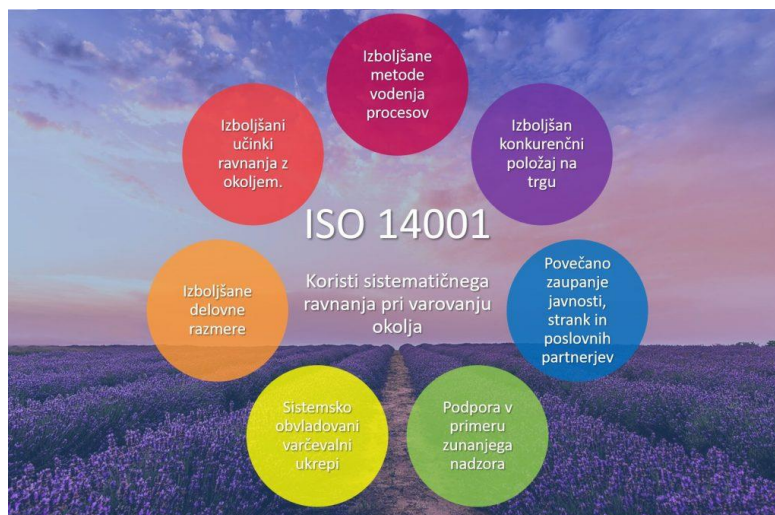 Izboljšane
metode
vodenja
procesov
Izboljšan
konkurenčni
položaj na
trgu
Povečano
zaupanje
javnosti,
strank in
poslovnih
partnerjev
Podpora v
primeru
zunanjega
nadzora
Sistemsko
obvladovani
varčevalni
ukrepi
Izboljšane
delovne
razmere
Izboljšani
učinki
ravnanja z
okoljem.
ISO 14001
Koristi sistematičnega
ravnanja pri varovanju
okolja